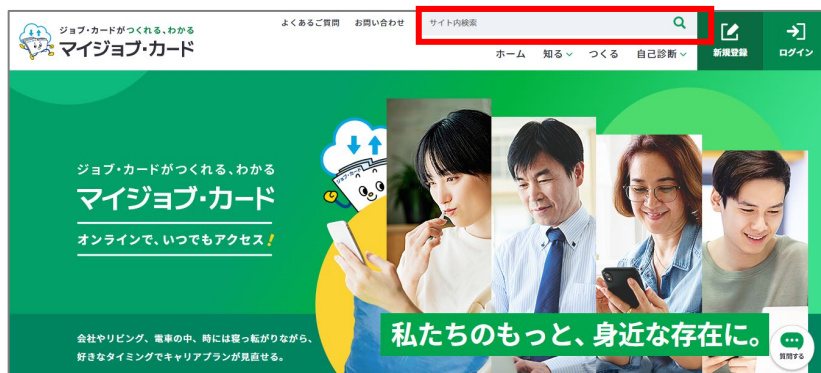 ジョブ・カードがつくれる、わかる
マイジョブ・カード
よくあるご質問 お問い合わせ サイト内検索
新規登録 ログイン
ホーム 知る つくる 自己診断
ジョブ・カード
ジョブ・カードがつくれる、わかる
マイジョブ・カード
オンラインで、いつでもアクセス!
会社やリビング、電車の中、時には寝っ転がりながら、
好きなタイミングでキャリアプランが見直せる。
私たちのもっと、身近な存在に。
質問する